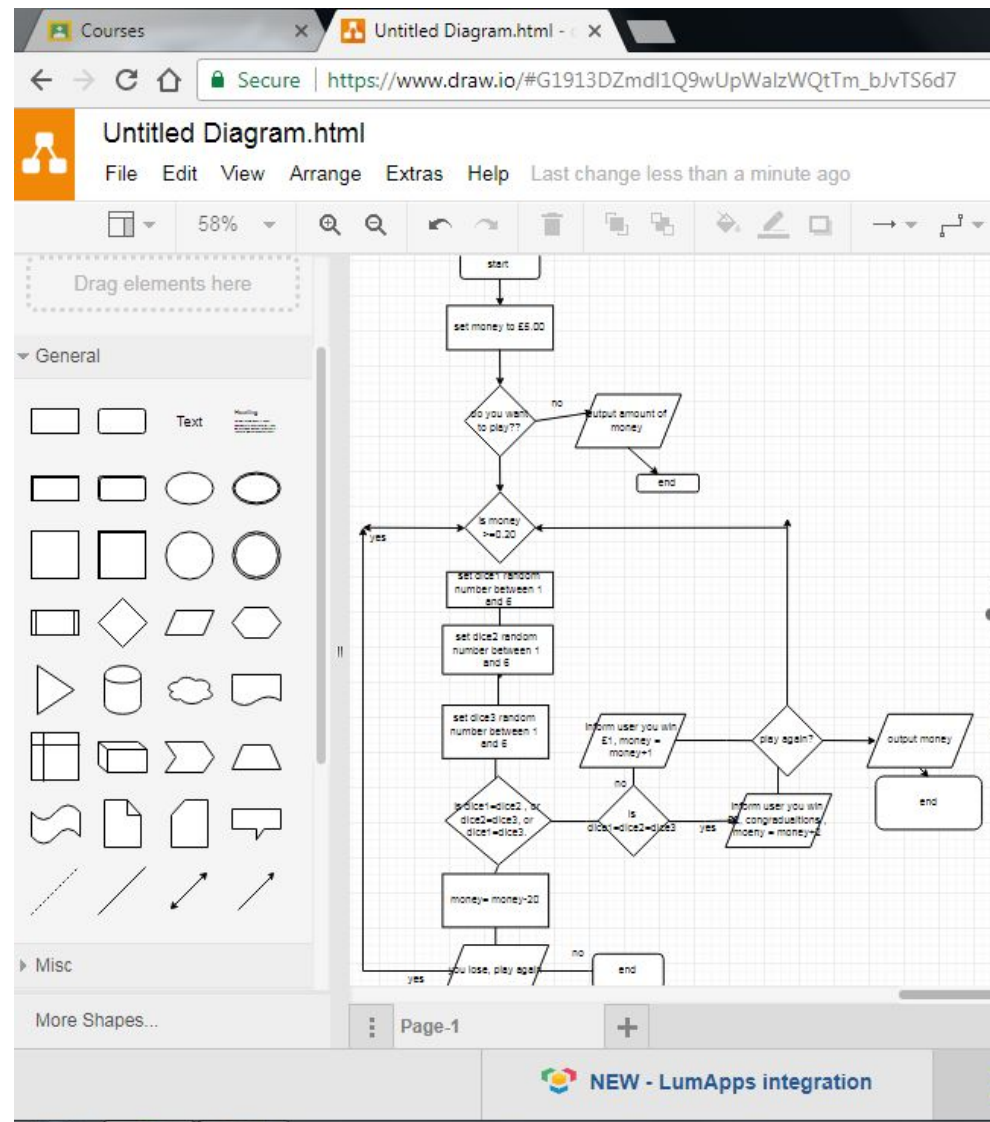 Courses
Untitled Diagram.html -
Secure
https://www.draw.io/#G1913DZmdI1Q9wUpWalzWQtTm_bJvTS6d7
Untitled Diagram.html
File Edit View Arrange Extras Help Last change less than a minute ago
58%
Drag elements here
General
Text
Heading
Misc
More Shapes...
start
set money to £5.00
do you want
to play??
no
output amount of
money
end
is money
>=0.20
yes
set dice1 random
number between 1
and 6
set dice2 random
number between 1
and 6
set dice3 random
number between 1
and 6
inform user you win
£1, money =
money+1
play again?
output money
end
no
is dice1=dice2 , or
dice2=dice3, or
dice1=dice3.
is
dice1=dice2=dice3
yes
inform user you win
congraduaitions ,
moeny = money+2
money= money-20
you lose, play again
no
end
yes
Page-1
NEW - LumApps integration